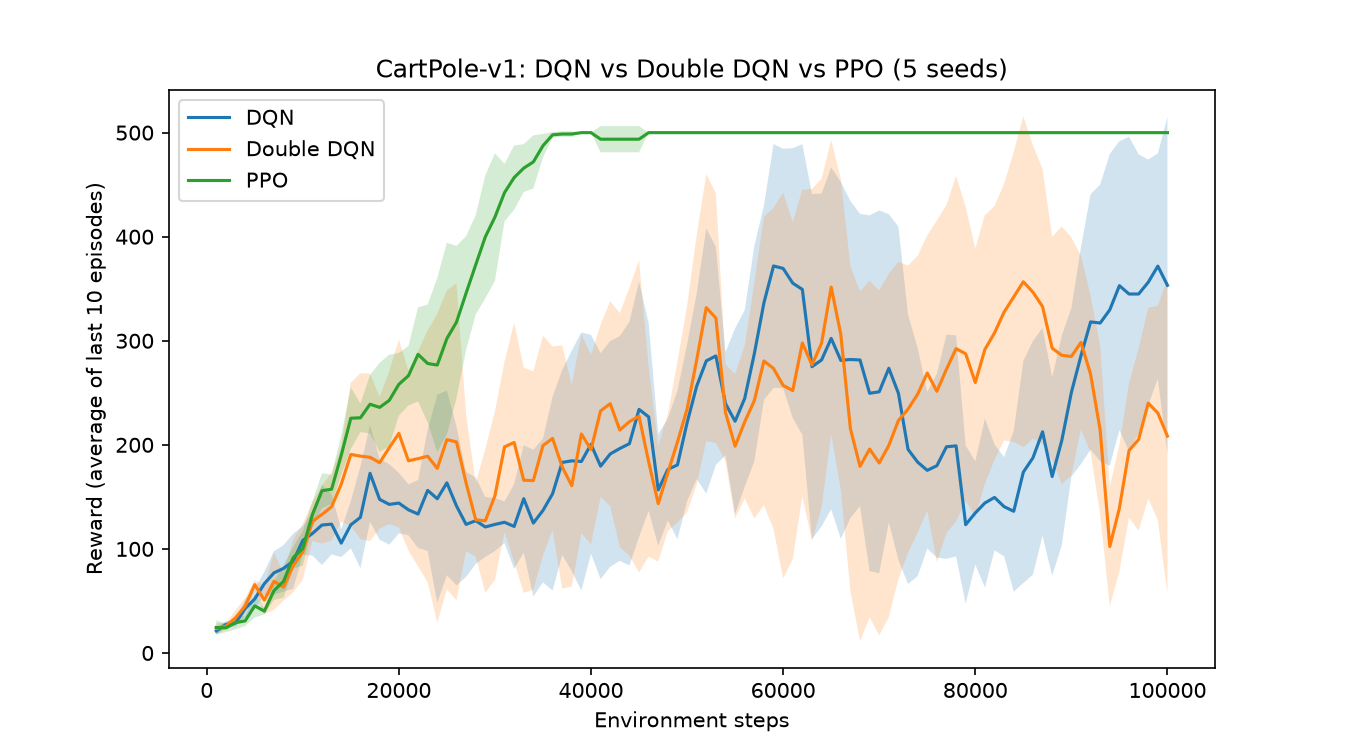 CartPole-v1: DQN vs Double DQN vs PPO (5 seeds)
DQN
Double DQN
PPO
Reward (average of last 10 episodes)
500
400
300
200
100
0
0 20000 40000 60000 80000 100000
Environment steps